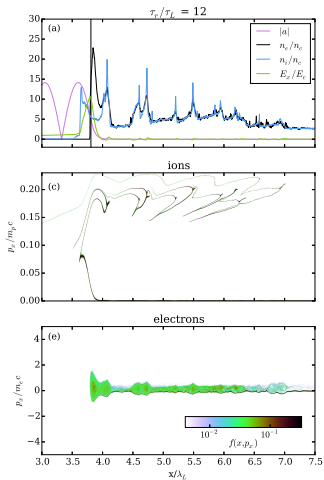 τ_r/τ_L = 12
(a)
|a|
n_e/n_c
n_i/n_c
E_x/E_c
30
25
20
15
10
5
0
ions
(c)
p_x/m_p c
0.20
0.15
0.10
0.05
0.00
electrons
(e)
p_x/m_e c
4
2
0
−2
−4
10⁻² 10⁻¹
f(x,p_x)
3.0 3.5 4.0 4.5 5.0 5.5 6.0 6.5 7.0 7.5
x/λ_L